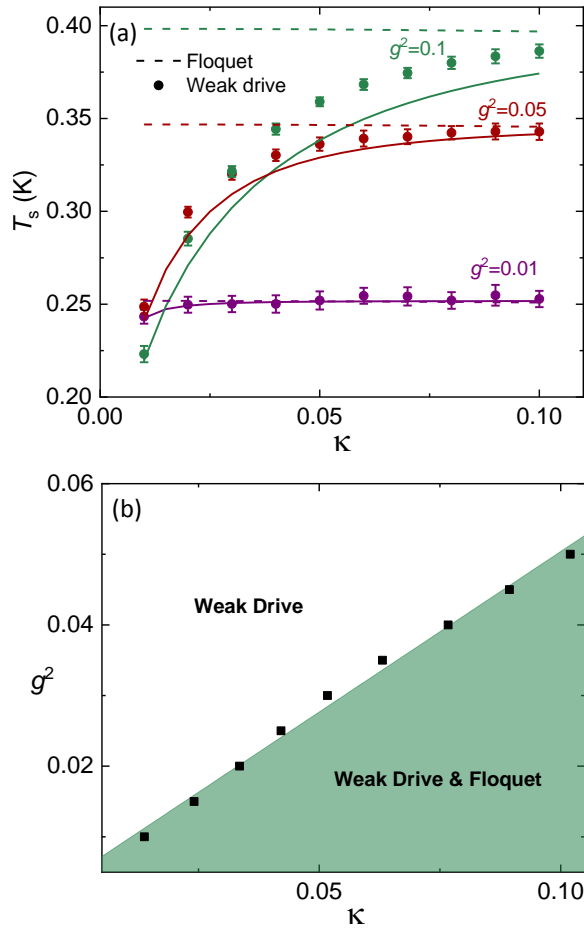 (a)
Floquet
Weak drive
g²=0.1
g²=0.05
g²=0.01
Tₛ (K)
0.40
0.35
0.30
0.25
0.20
0.00
0.05
0.10
κ
(b)
Weak Drive
Weak Drive & Floquet
g²
0.06
0.04
0.02
0.05
0.10
κ